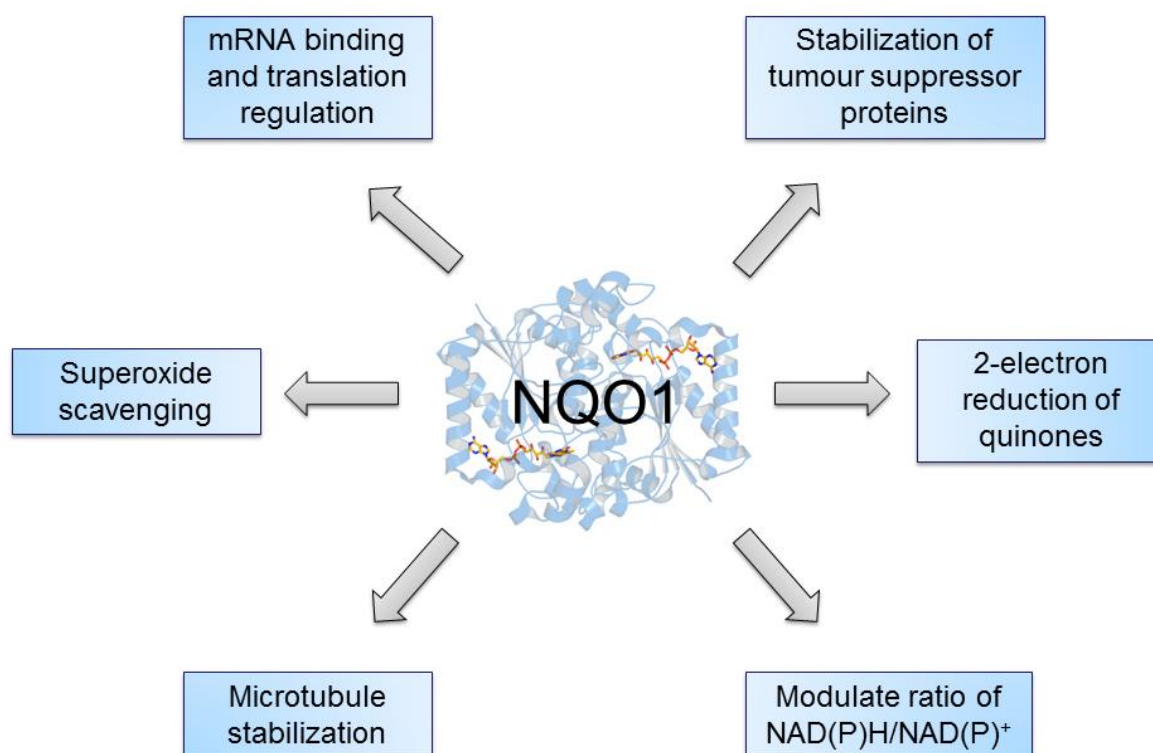 mRNA binding
and translation
regulation
Stabilization of
tumour suppressor
proteins
Superoxide
scavenging
NQO1
2-electron
reduction of
quinones
Microtubule
stabilization
Modulate ratio of
NAD(P)H/NAD(P)⁺